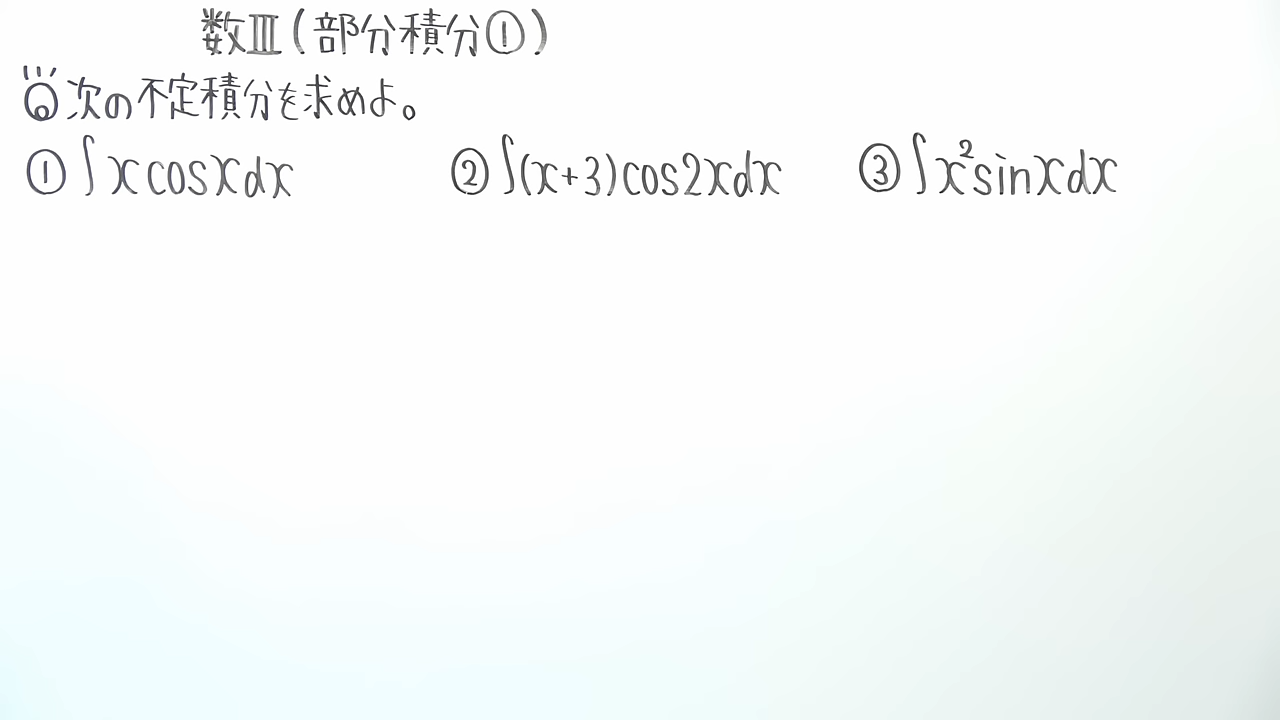 数Ⅲ(部分積分①)
Q次の不定積分を求めよ。
①∫xcosxdx ②∫(x+3)cos2xdx ③∫x²sinxdx